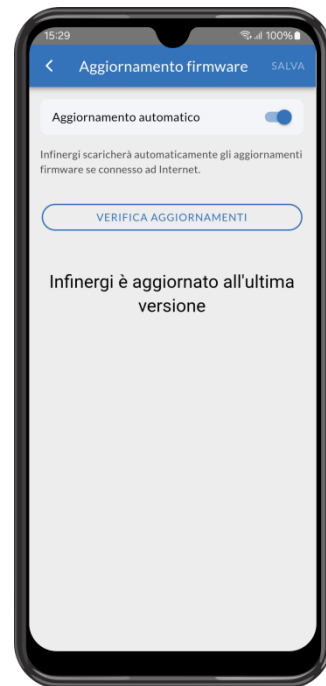 15:29 100%
Aggiornamento firmware SALVA
Aggiornamento automatico
Infinergi scaricherà automaticamente gli aggiornamenti
firmware se connesso ad Internet.
VERIFICA AGGIORNAMENTI
Infinergi è aggiornato all'ultima
versione